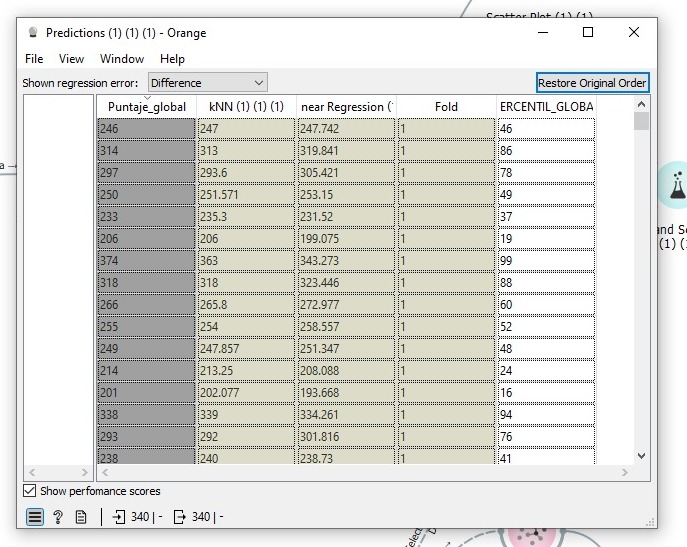 Scatter Plot (1) (1)
Predictions (1) (1) (1) - Orange
File View Window Help
Shown regression error: Difference Restore Original Order
Puntaje_global kNN (1) (1) (1) near Regression ( Fold ERCENTIL_GLOBA
246 247 247.742 1 46
314 313 319.841 1 86
297 293.6 305.421 1 78
250 251.571 253.15 1 49
233 235.3 231.52 1 37
206 206 199.075 1 19
374 363 343.273 1 99
318 318 323.446 1 88
266 265.8 272.977 1 60
255 254 258.557 1 52
249 247.857 251.347 1 48
214 213.25 208.088 1 24
201 202.077 193.668 1 16
338 339 334.261 1 94
293 292 301.816 1 76
238 240 238.73 1 41
Show perfomance scores
? 340 | - 340 | -
a
and S
(1) (